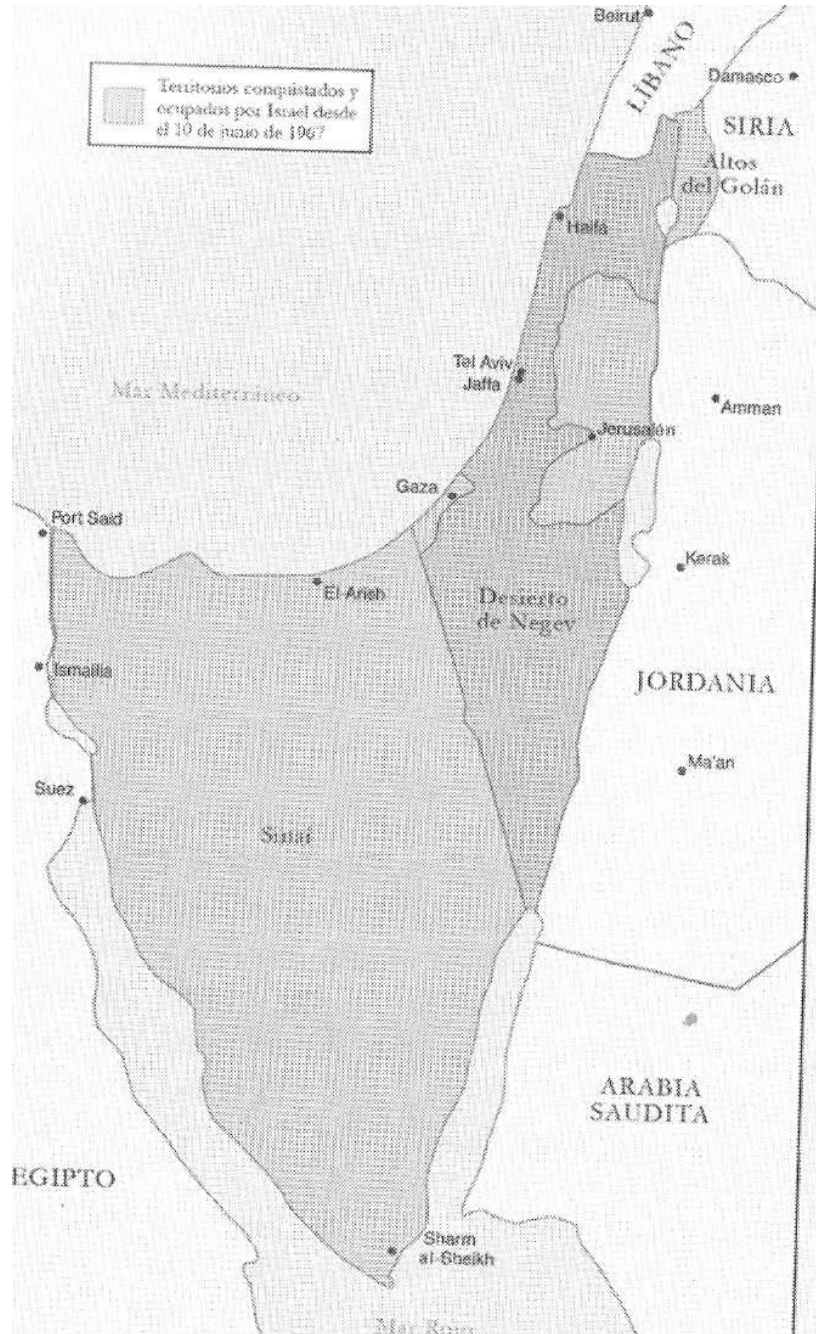 Beirut
LÍBANO
Damasco
Territorios conquistados y
ocupados por Israel desde
el 10 de junio de 1967
SIRIA
Altos
del Golán
Haifa
Tel Aviv
Jaffa
Mar Mediterráneo
Amman
Jerusalén
Gaza
Port Said
Kerak
El-Arish
Desierto
de Negev
Ismailia
JORDANIA
Ma'an
Suez
Sinaí
ARABIA
SAUDITA
EGIPTO
Sharm
al-Sheikh
Mar Rojo